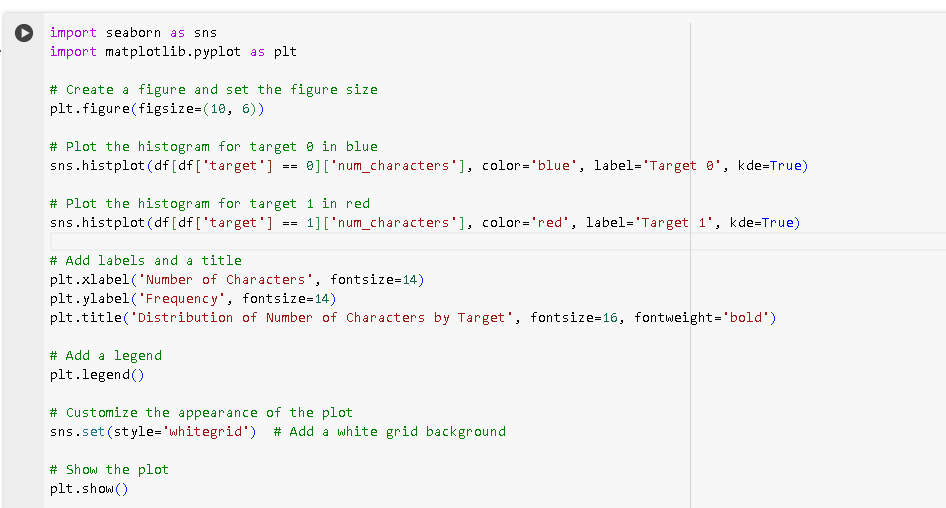 import seaborn as sns
import matplotlib.pyplot as plt
# Create a figure and set the figure size
plt.figure(figsize=(10, 6))
# Plot the histogram for target 0 in blue
sns.histplot(df[df['target'] == 0]['num_characters'], color='blue', label='Target 0', kde=True)
# Plot the histogram for target 1 in red
sns.histplot(df[df['target'] == 1]['num_characters'], color='red', label='Target 1', kde=True)
# Add labels and a title
plt.xlabel('Number of Characters', fontsize=14)
plt.ylabel('Frequency', fontsize=14)
plt.title('Distribution of Number of Characters by Target', fontsize=16, fontweight='bold')
# Add a legend
plt.legend()
# Customize the appearance of the plot
sns.set(style='whitegrid')  # Add a white grid background
# Show the plot
plt.show()